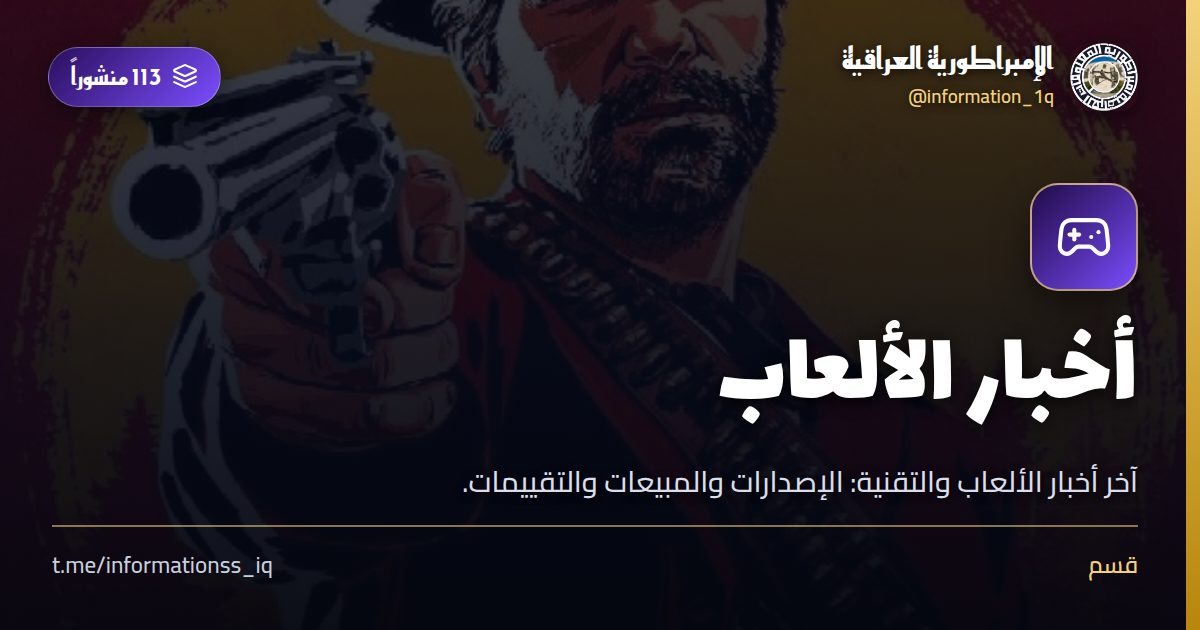 الإمبراطورية العراقية
@information_1q
113 منشوراً
أخبار الألعاب
آخر أخبار الألعاب والتقنية: الإصدارات والمبيعات والتقييمات.
قسم
t.me/informationss_iq